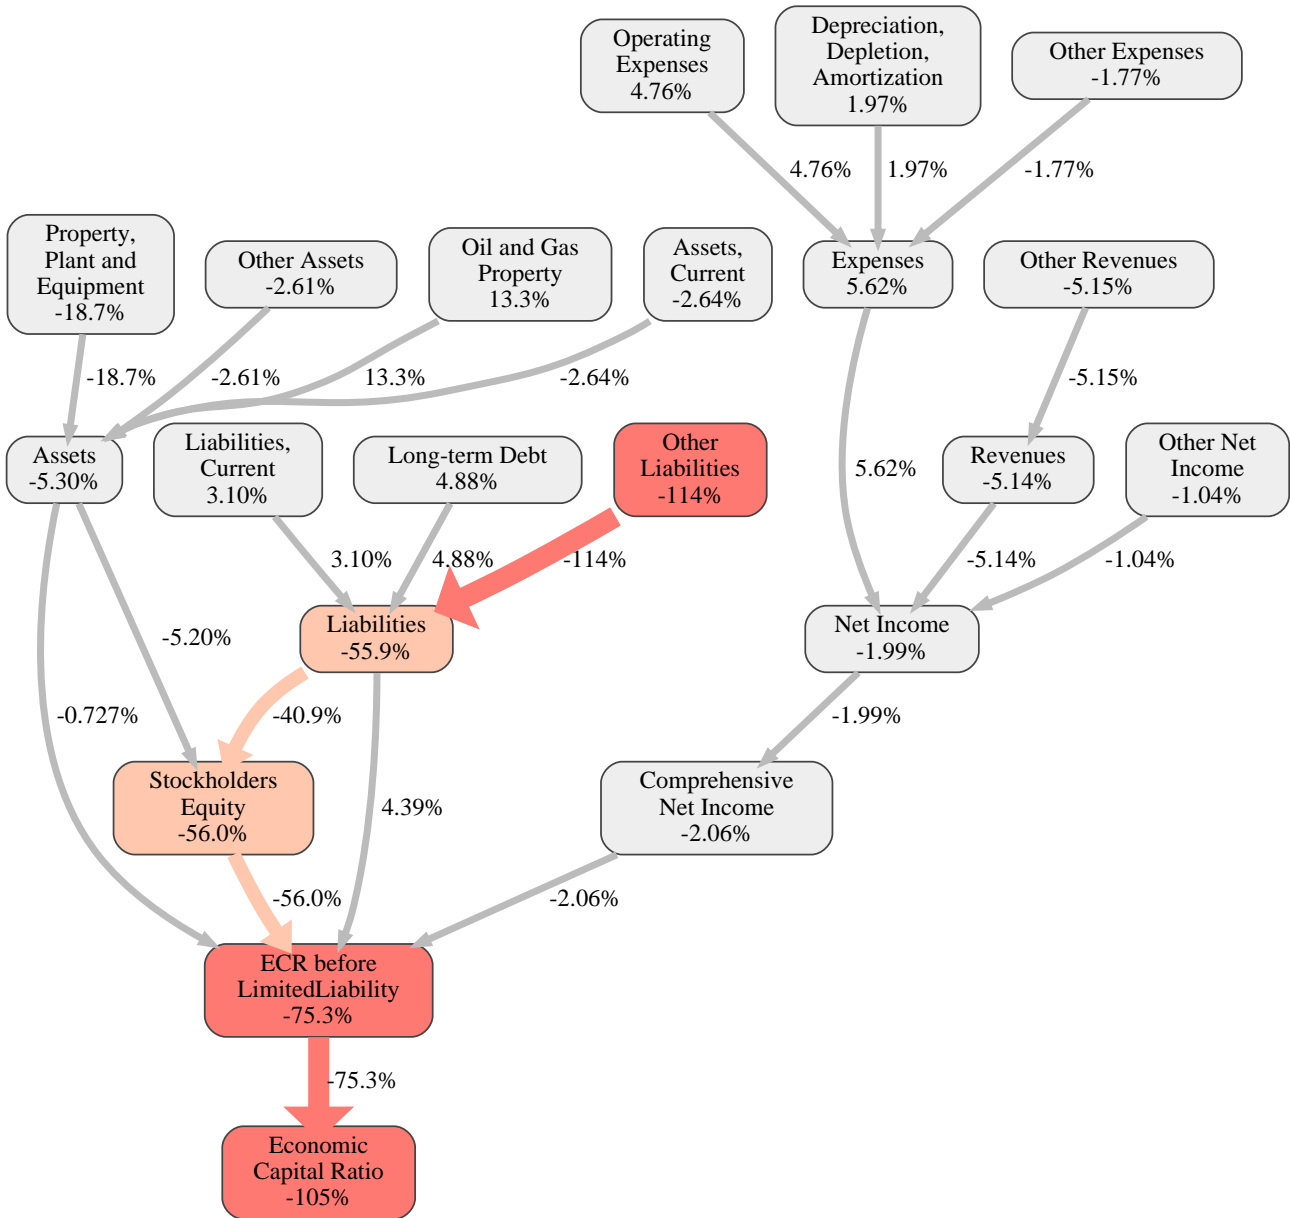 Operating
Expenses
4.76%
Depreciation,
Depletion,
Amortization
1.97%
Other Expenses
-1.77%
4.76%
1.97%
-1.77%
Property,
Plant and
Equipment
-18.7%
Other Assets
-2.61%
Oil and Gas
Property
13.3%
Assets,
Current
-2.64%
Expenses
5.62%
Other Revenues
-5.15%
-18.7%
-2.61%
13.3%
-2.64%
-5.15%
Assets
-5.30%
Liabilities,
Current
3.10%
Long-term Debt
4.88%
Other
Liabilities
-114%
5.62%
Revenues
-5.14%
Other Net
Income
-1.04%
3.10%
4.88%
-114%
-5.14%
-1.04%
-5.20%
Liabilities
-55.9%
Net Income
-1.99%
-0.727%
-40.9%
-1.99%
Stockholders
Equity
-56.0%
4.39%
Comprehensive
Net Income
-2.06%
-56.0%
-2.06%
ECR before
LimitedLiability
-75.3%
-75.3%
Economic
Capital Ratio
-105%